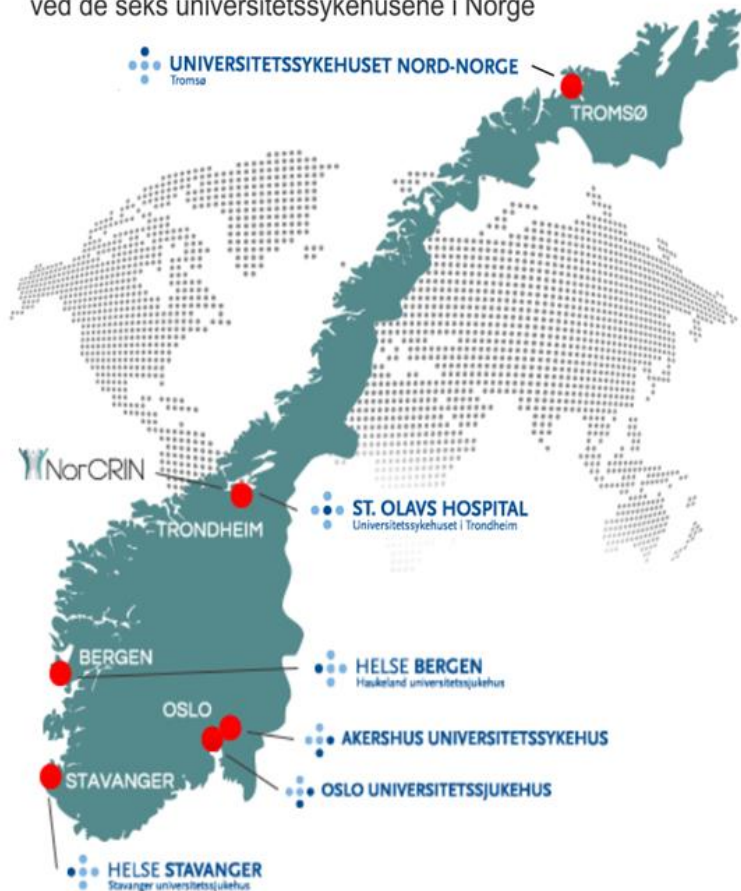 ved de seks universitetssykehusene i Norge
UNIVERSITETSSYKEHUSET NORD-NORGE
Tromsø
TROMSØ
NorCRIN
TRONDHEIM
ST. OLAVS HOSPITAL
Universitetssykehuset i Trondheim
BERGEN
HELSE BERGEN
Haukeland universitetssjukehus
OSLO
AKERSHUS UNIVERSITETSSYKEHUS
STAVANGER
OSLO UNIVERSITETSSJUKEHUS
HELSE STAVANGER
Stavanger universitetssjukehus